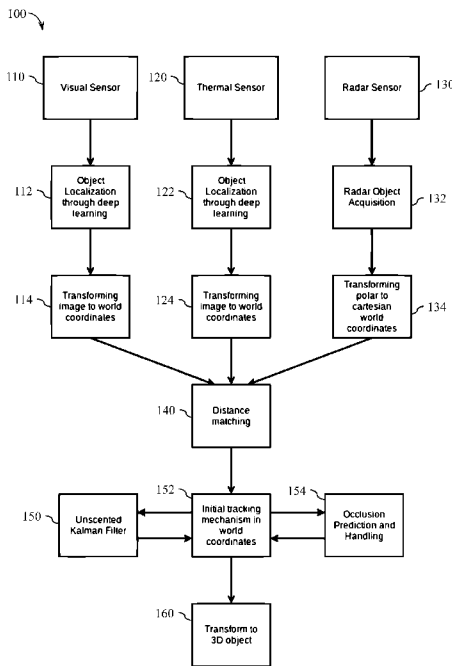 100
110
Visual Sensor
120
Thermal Sensor
Radar Sensor
130
112
Object
Localization
through deep
learning
122
Object
Localization
through deep
learning
Radar Object
Acquisition
132
114
Transforming
image to world
coordinates
124
Transforming
image to world
coordinates
Transforming
polar to
cartesian
world
coordinates
134
140
Distance
matching
150
Unscented
Kalman Filter
152
Initial tracking
mechanism in
world
coordinates
154
Occlusion
Prediction and
Handling
160
Transform to
3D object